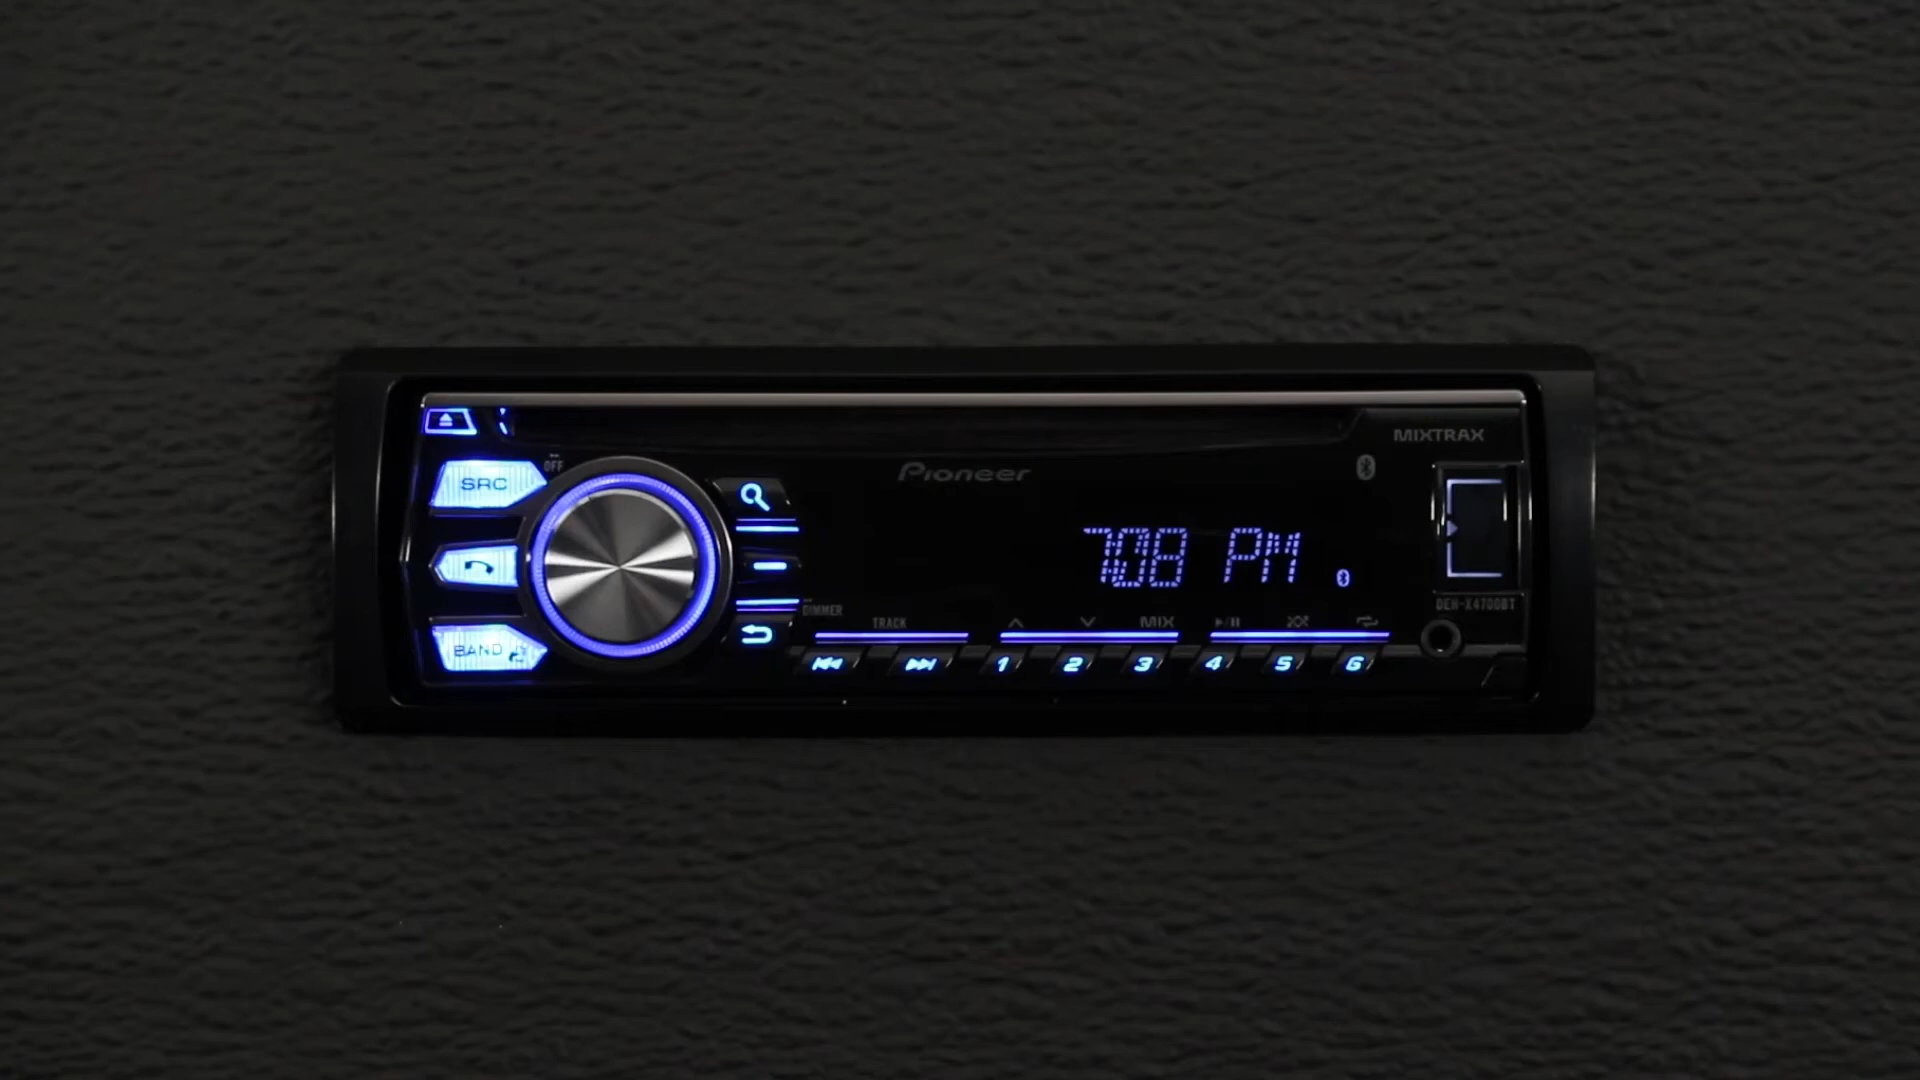 MIXTRAX
OFF
Pioneer
SRC
7:08 PM
DEH-X4700BT
DIMMER
TRACK
MIX
BAND
1 2 3 4 5 6